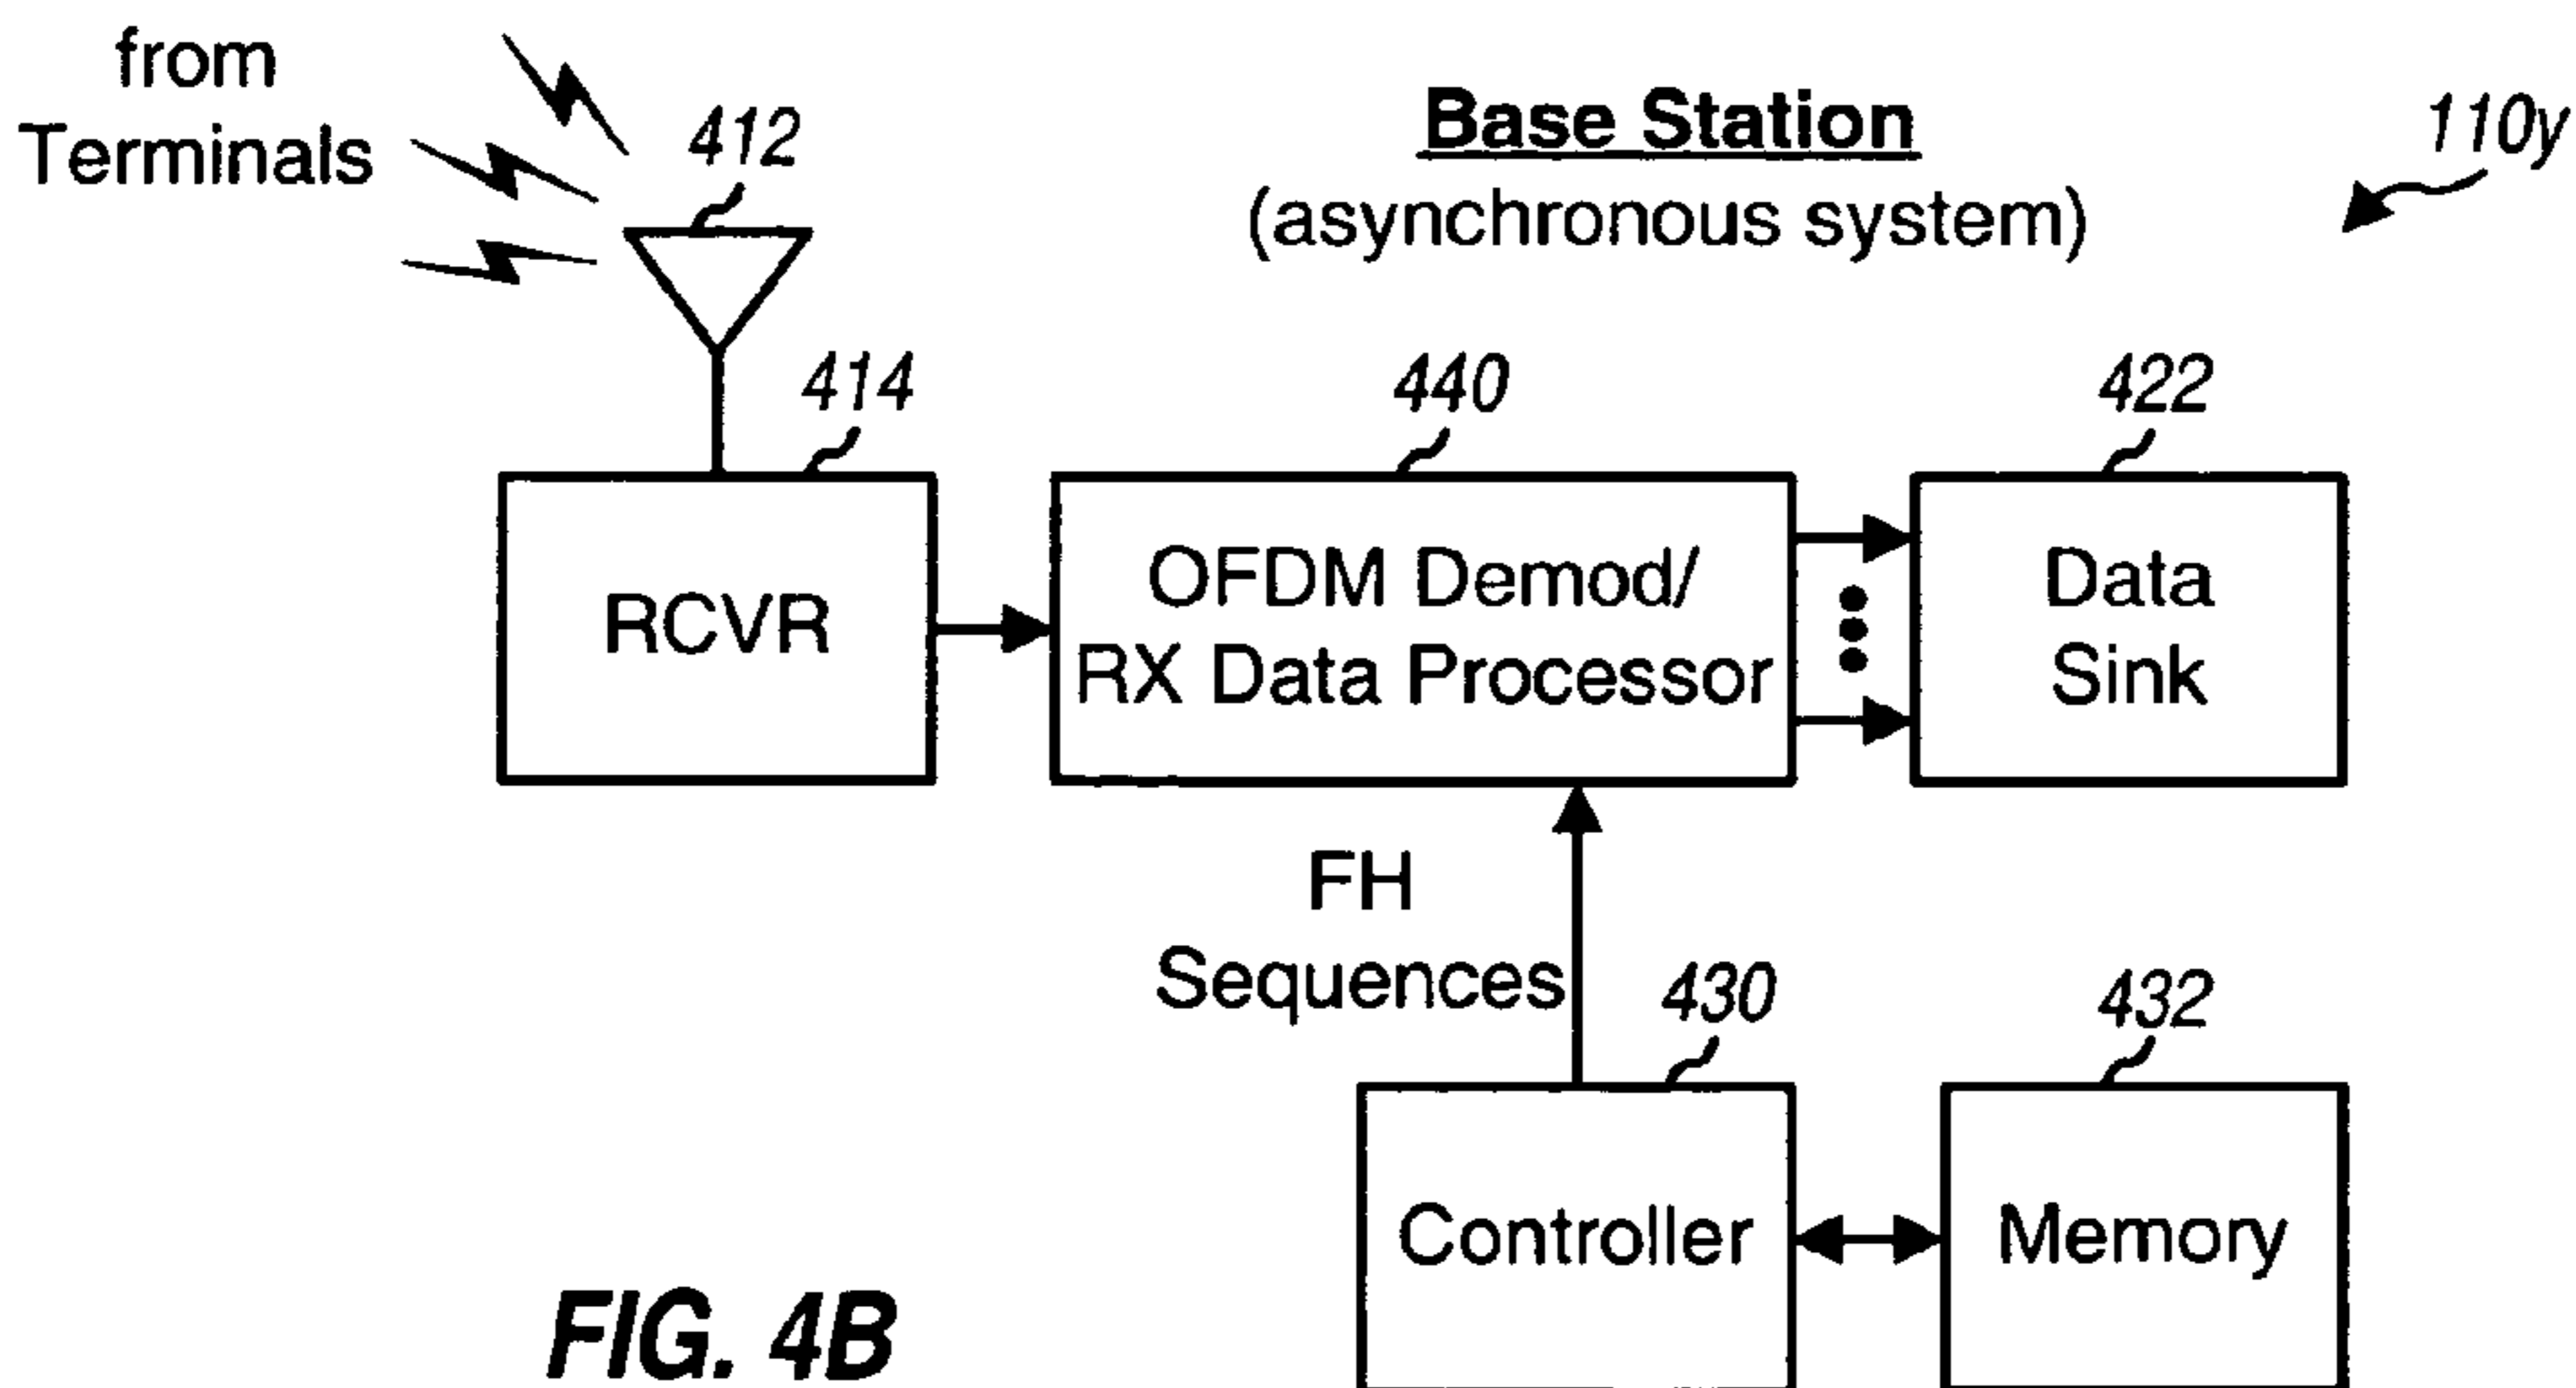 from
Terminals
412
Base Station
(asynchronous system)
110y
414
440
422
RCVR
OFDM Demod/
RX Data Processor
Data
Sink
FH
Sequences
430
432
Controller
Memory
FIG. 4B